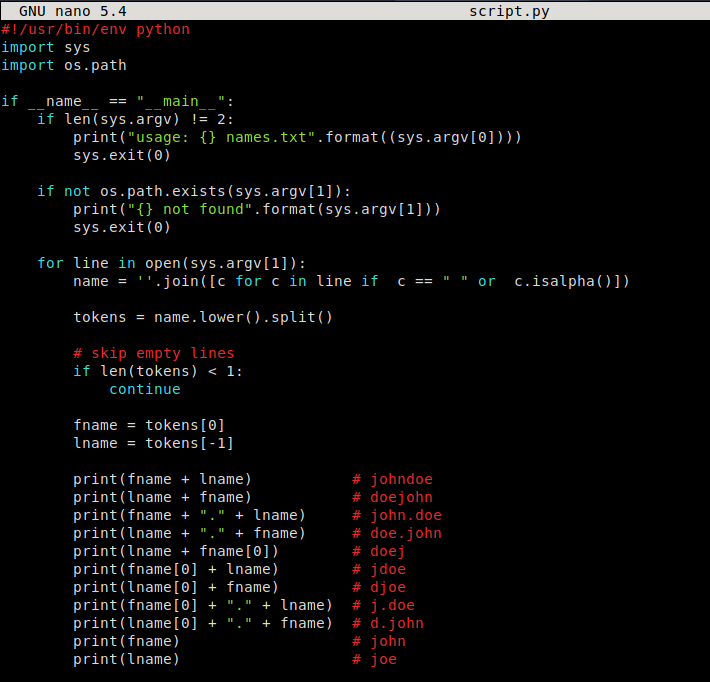 GNU nano 5.4 script.py
#!/usr/bin/env python
import sys
import os.path

if __name__ == "__main__":
    if len(sys.argv) != 2:
        print("usage: {} names.txt".format((sys.argv[0])))
        sys.exit(0)

    if not os.path.exists(sys.argv[1]):
        print("{} not found".format(sys.argv[1]))
        sys.exit(0)

    for line in open(sys.argv[1]):
        name = ''.join([c for c in line if  c == " " or  c.isalpha()])

        tokens = name.lower().split()

        # skip empty lines
        if len(tokens) < 1:
            continue

        fname = tokens[0]
        lname = tokens[-1]

        print(fname + lname)           # johndoe
        print(lname + fname)           # doejohn
        print(fname + "." + lname)     # john.doe
        print(lname + "." + fname)     # doe.john
        print(lname + fname[0])        # doej
        print(fname[0] + lname)        # jdoe
        print(lname[0] + fname)        # djoe
        print(fname[0] + "." + lname)  # j.doe
        print(lname[0] + "." + fname)  # d.john
        print(fname)                   # john
        print(lname)                   # joe